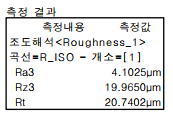 측정 결과
측정내용 측정값
조도해석<Roughness_1>
곡선=R_ISO - 개소=[1]
Ra3 4.1025μm
Rz3 19.9650μm
Rt 20.7402μm